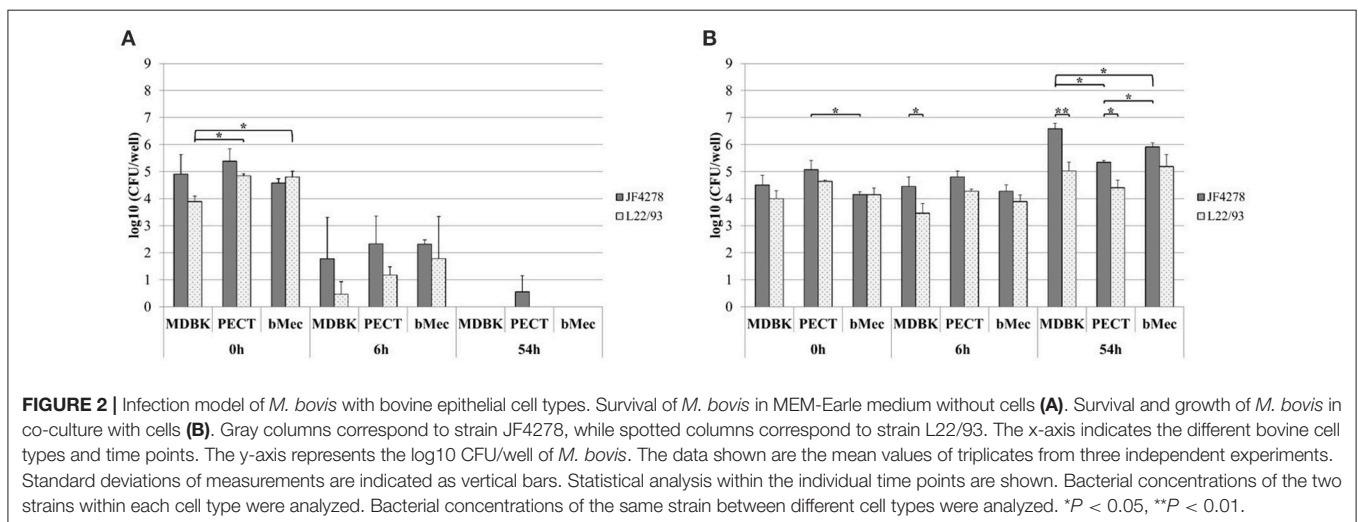 A
B
9
8
7
6
5
4
3
2
1
0
log10 (CFU/well)
*
*
JF4278
L22/93
MDBK PECT bMec MDBK PECT bMec MDBK PECT bMec
0h 6h 54h
9
8
7
6
5
4
3
2
1
0
log10 (CFU/well)
*
*
*
*
*
** *
JF4278
L22/93
MDBK PECT bMec MDBK PECT bMec MDBK PECT bMec
0h 6h 54h
FIGURE 2 | Infection model of M. bovis with bovine epithelial cell types. Survival of M. bovis in MEM-Earle medium without cells (A). Survival and growth of M. bovis in
co-culture with cells (B). Gray columns correspond to strain JF4278, while spotted columns correspond to strain L22/93. The x-axis indicates the different bovine cell
types and time points. The y-axis represents the log10 CFU/well of M. bovis. The data shown are the mean values of triplicates from three independent experiments.
Standard deviations of measurements are indicated as vertical bars. Statistical analysis within the individual time points are shown. Bacterial concentrations of the two
strains within each cell type were analyzed. Bacterial concentrations of the same strain between different cell types were analyzed. *P < 0.05, **P < 0.01.